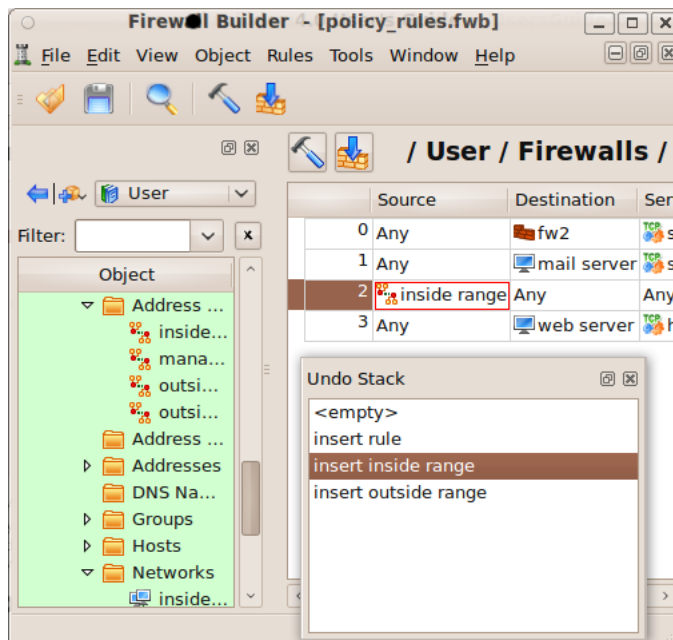 Firewall Builder - [policy_rules.fwb]
File Edit View Object Rules Tools Window Help
/ User / Firewalls /
User
Filter:
Object
Address ...
inside...
mana...
outsi...
outsi...
Address ...
Addresses
DNS Na...
Groups
Hosts
Networks
inside...
Source Destination Ser
0 Any fw2 TCP s
1 Any mail server TCP s
2 inside range Any Any
3 Any web server TCP h
Undo Stack
<empty>
insert rule
insert inside range
insert outside range